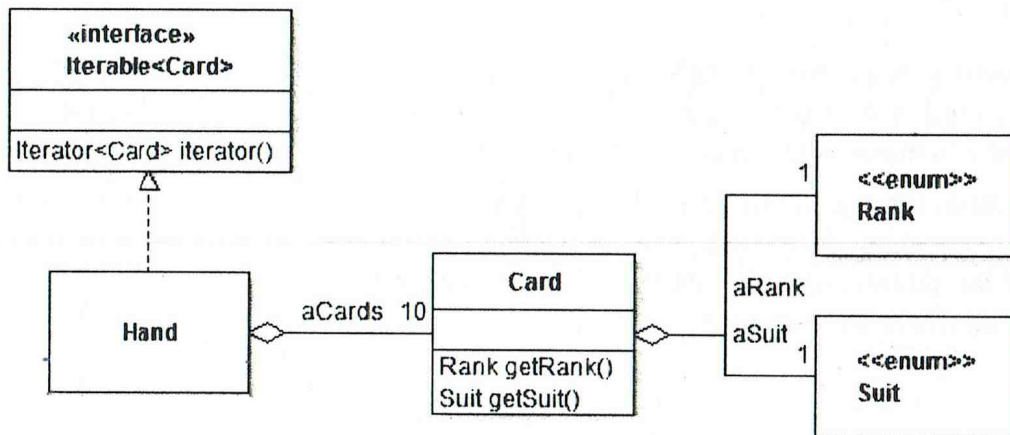 «interface»
Iterable<Card>
Iterator<Card> iterator()
Hand
aCards 10
Card
Rank getRank()
Suit getSuit()
aRank
aSuit
1
<<enum>>
Rank
1
<<enum>>
Suit